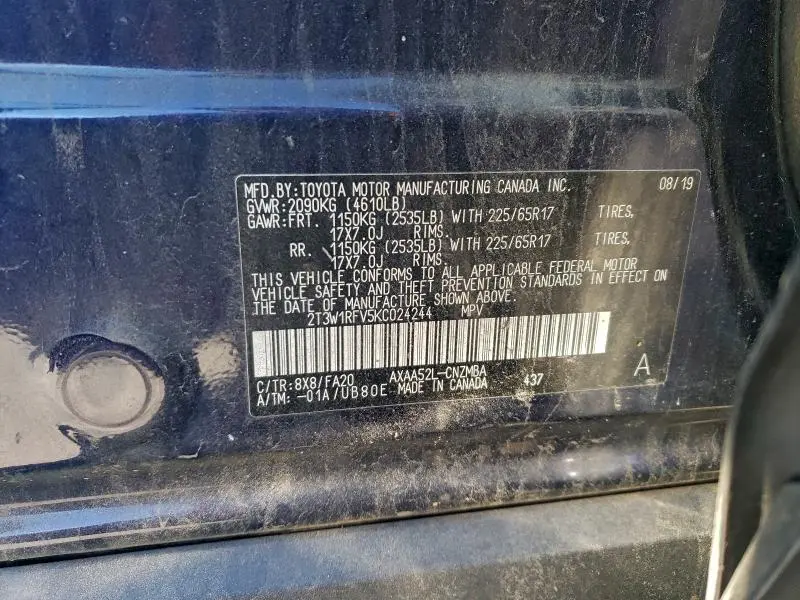 MFD.BY:TOYOTA MOTOR MANUFACTURING CANADA INC. 08/19
GVWR:2090KG (4610LB)
GAWR:FRT. 1150KG (2535LB) WITH 225/65R17 TIRES,
17X7.0J RIMS.
RR. 1150KG (2535LB) WITH 225/65R17 TIRES,
17X7.0J RIMS.
THIS VEHICLE CONFORMS TO ALL APPLICABLE FEDERAL MOTOR
VEHICLE SAFETY AND THEFT PREVENTION STANDARDS IN EFFECT ON
THE DATE OF MANUFACTURE SHOWN ABOVE.
2T3W1RFV5KC024244 MPV
C/TR:8X8/FA20 AXAA52L-CNZMBA A
A/TM: -01A/UB80E MADE IN CANADA 437